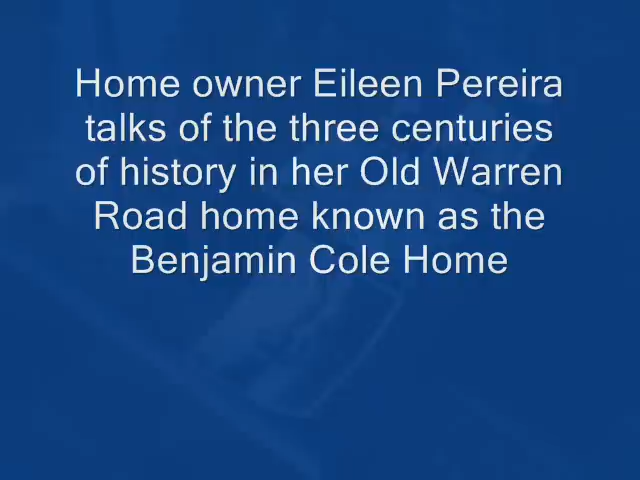 Home owner Eileen Pereira
talks of the three centuries
of history in her Old Warren
Road home known as the
Benjamin Cole Home